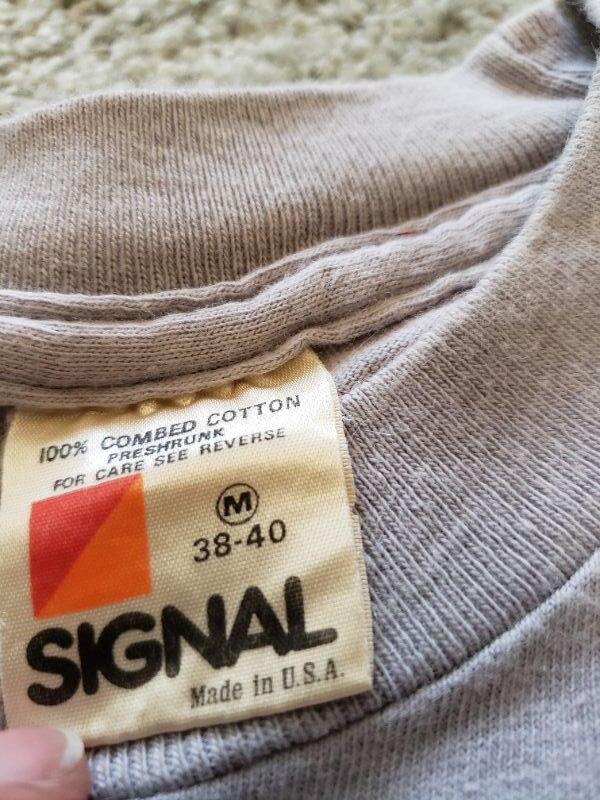 100% COMBED COTTON
PRESHRUNK
FOR CARE SEE REVERSE
M
38-40
SIGNAL
Made in U.S.A.